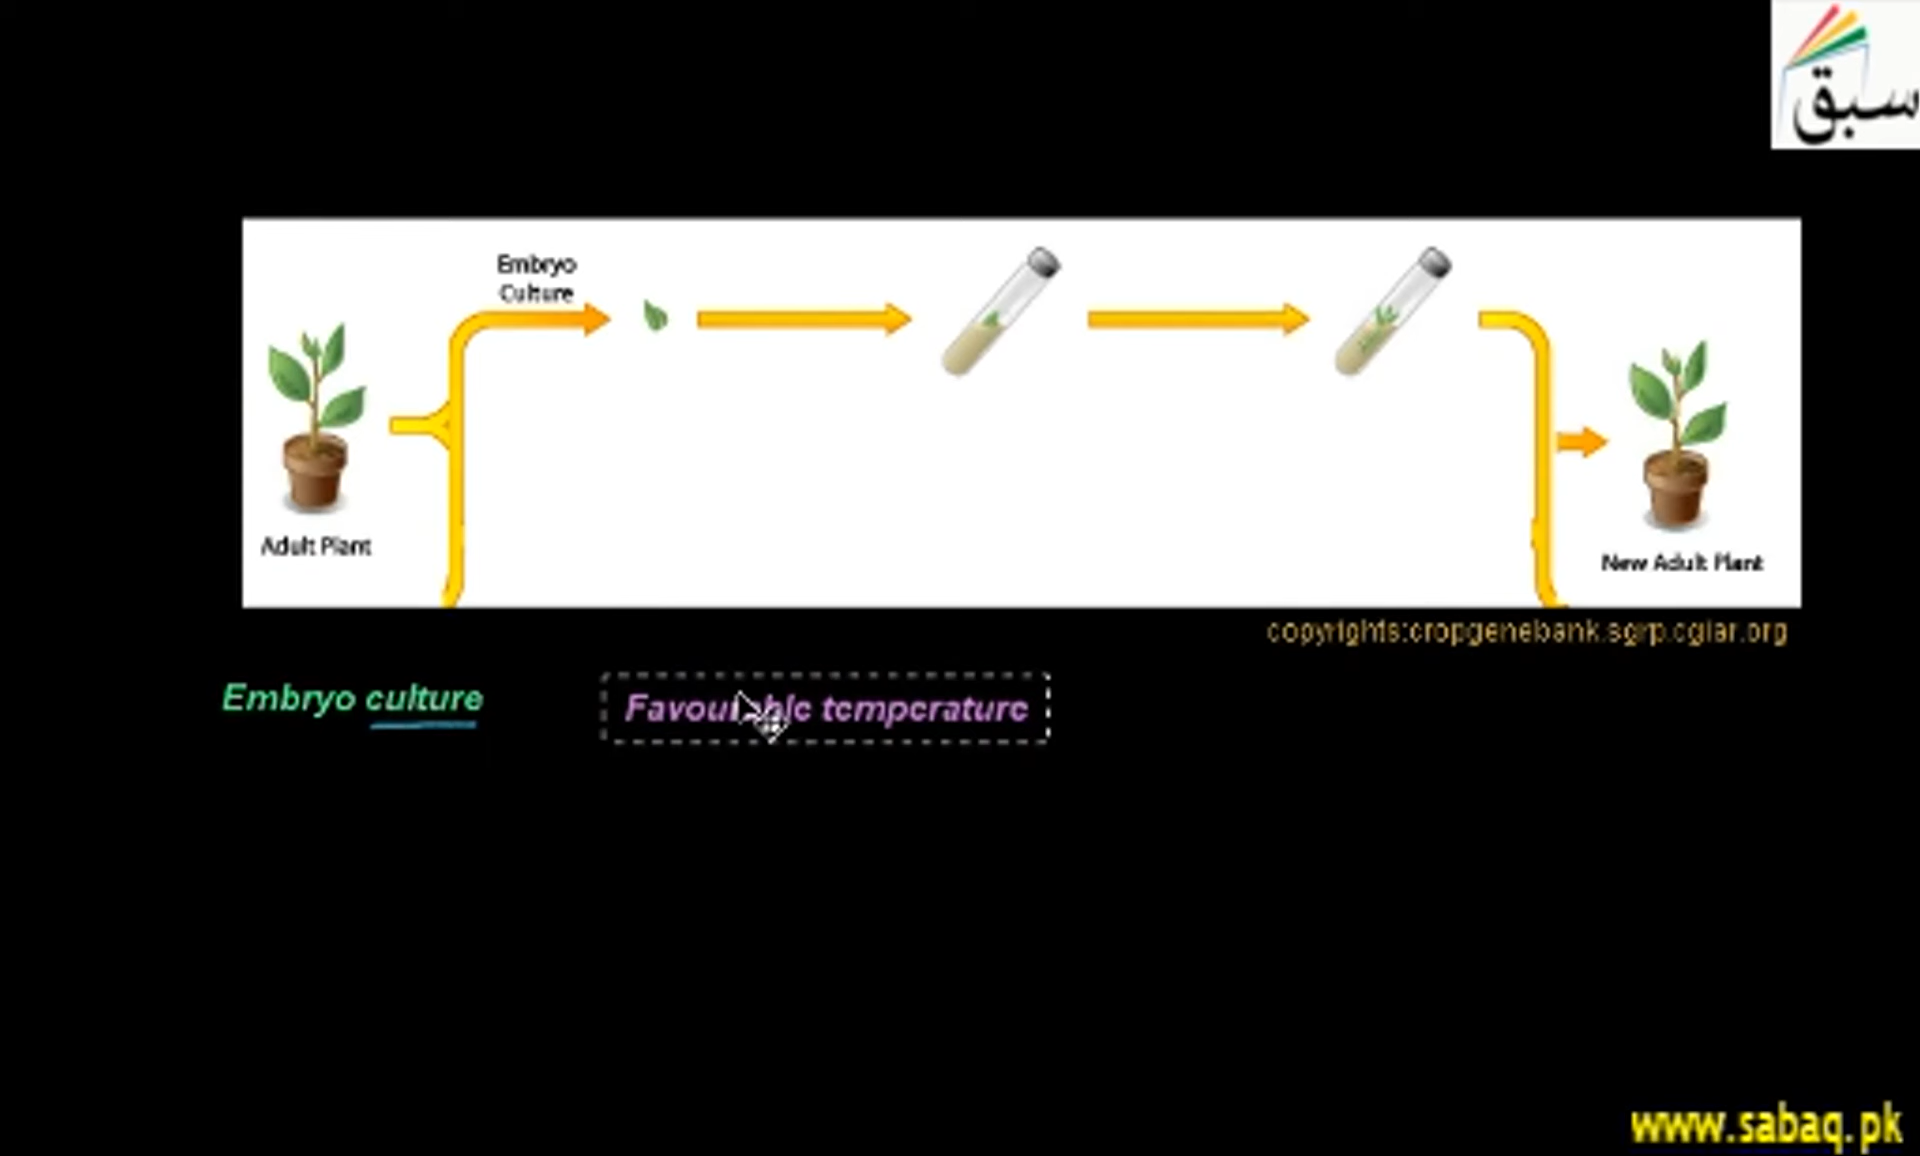 سبق
Embryo
Culture
Adult Plant
New Adult Plant
copyrights:cropgenebank.sgrp.cgiar.org
Embryo culture
Favourable temperature
www.sabaq.pk